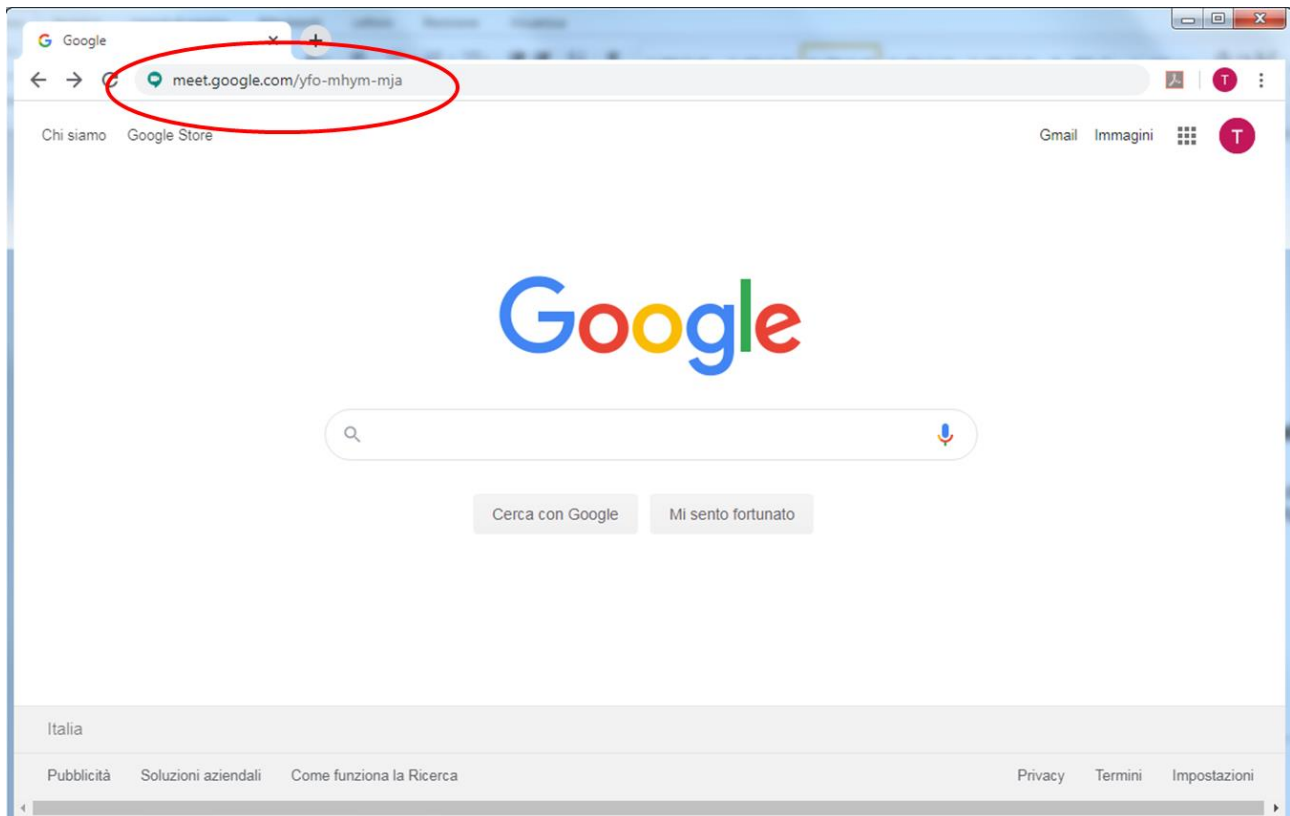 Google
meet.google.com/yfo-mhym-mja
T
Chi siamo Google Store
Gmail Immagini
T
Google
Cerca con Google Mi sento fortunato
Italia
Pubblicità Soluzioni aziendali Come funziona la Ricerca
Privacy Termini Impostazioni